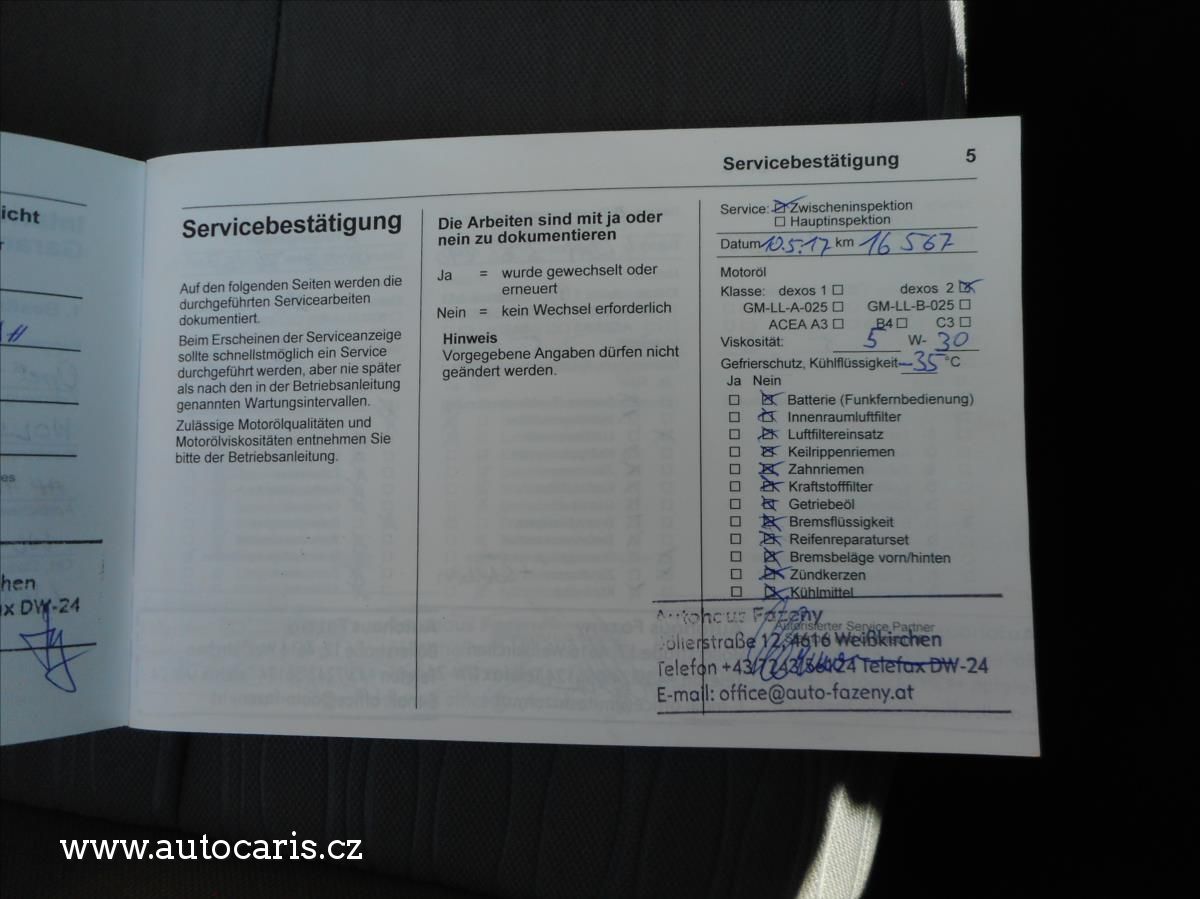 icht
es
hen
x DW-24
Servicebestätigung 5
Servicebestätigung
Auf den folgenden Seiten werden die
durchgeführten Servicearbeiten
dokumentiert.
Beim Erscheinen der Serviceanzeige
sollte schnellstmöglich ein Service
durchgeführt werden, aber nie später
als nach den in der Betriebsanleitung
genannten Wartungsintervallen.
Zulässige Motorölqualitäten und
Motorölviskositäten entnehmen Sie
bitte der Betriebsanleitung.
Die Arbeiten sind mit ja oder
nein zu dokumentieren
Ja = wurde gewechselt oder
erneuert
Nein = kein Wechsel erforderlich
Hinweis
Vorgegebene Angaben dürfen nicht
geändert werden.
Service: ☒ Zwischeninspektion
☐ Hauptinspektion
Datum 10.5.17 km 16 567
Motoröl
Klasse: dexos 1 ☐ dexos 2 ☒
GM-LL-A-025 ☐ GM-LL-B-025 ☐
ACEA A3 ☐ B4 ☐ C3 ☐
Viskosität: 5 W- 30
Gefrierschutz, Kühlflüssigkeit -35 °C
Ja Nein
☐ ☒ Batterie (Funkfernbedienung)
☐ ☒ Innenraumluftfilter
☐ ☒ Luftfiltereinsatz
☐ ☒ Keilrippenriemen
☐ ☒ Zahnriemen
☐ ☒ Kraftstofffilter
☐ ☒ Getriebeöl
☐ ☒ Bremsflüssigkeit
☐ ☒ Reifenreparaturset
☐ ☒ Bremsbeläge vorn/hinten
☐ ☒ Zündkerzen
☐ ☒ Kühlmittel
Autohaus Fazeny
Autorisierter Service Partner
12, 4616 Weißkirchen
Telefon Telefax DW-24
E-mail: office@auto-fazeny.at
www.autocaris.cz